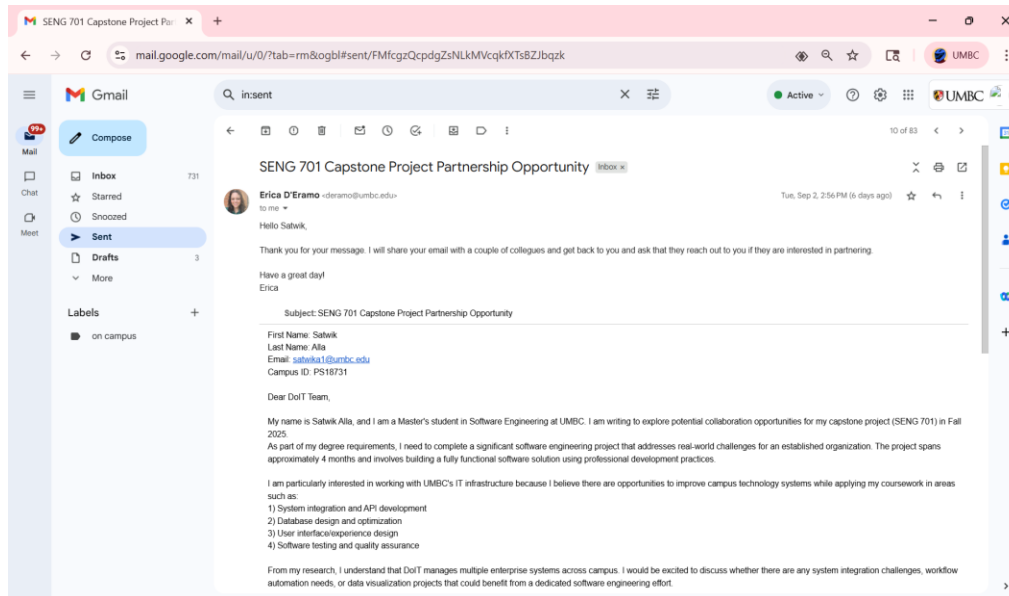 SENG 701 Capstone Project Par
mail.google.com/mail/u/0/?tab=rm&ogbl#sent/FMfcgzQcpdgZsNLkMVcqkfXTsBZJbqzk
UMBC
Gmail
in:sent
Active
UMBC
99+
Mail
Compose
10 of 83
Chat
Meet
Inbox 731
Starred
Snoozed
Sent
Drafts 3
More
Labels
on campus
SENG 701 Capstone Project Partnership Opportunity Inbox x
Erica D'Eramo <deramo@umbc.edu> Tue, Sep 2, 2:56 PM (6 days ago)
to me
Hello Satwik,
Thank you for your message. I will share your email with a couple of collegues and get back to you and ask that they reach out to you if they are interested in partnering.
Have a great day!
Erica
Subject: SENG 701 Capstone Project Partnership Opportunity
First Name: Satwik
Last Name: Alla
Email: satwika1@umbc.edu
Campus ID: PS18731
Dear DoIT Team,
My name is Satwik Alla, and I am a Master's student in Software Engineering at UMBC. I am writing to explore potential collaboration opportunities for my capstone project (SENG 701) in Fall
2025.
As part of my degree requirements, I need to complete a significant software engineering project that addresses real-world challenges for an established organization. The project spans
approximately 4 months and involves building a fully functional software solution using professional development practices.
I am particularly interested in working with UMBC's IT infrastructure because I believe there are opportunities to improve campus technology systems while applying my coursework in areas
such as:
1) System integration and API development
2) Database design and optimization
3) User interface/experience design
4) Software testing and quality assurance
From my research, I understand that DoIT manages multiple enterprise systems across campus. I would be excited to discuss whether there are any system integration challenges, workflow
automation needs, or data visualization projects that could benefit from a dedicated software engineering effort.